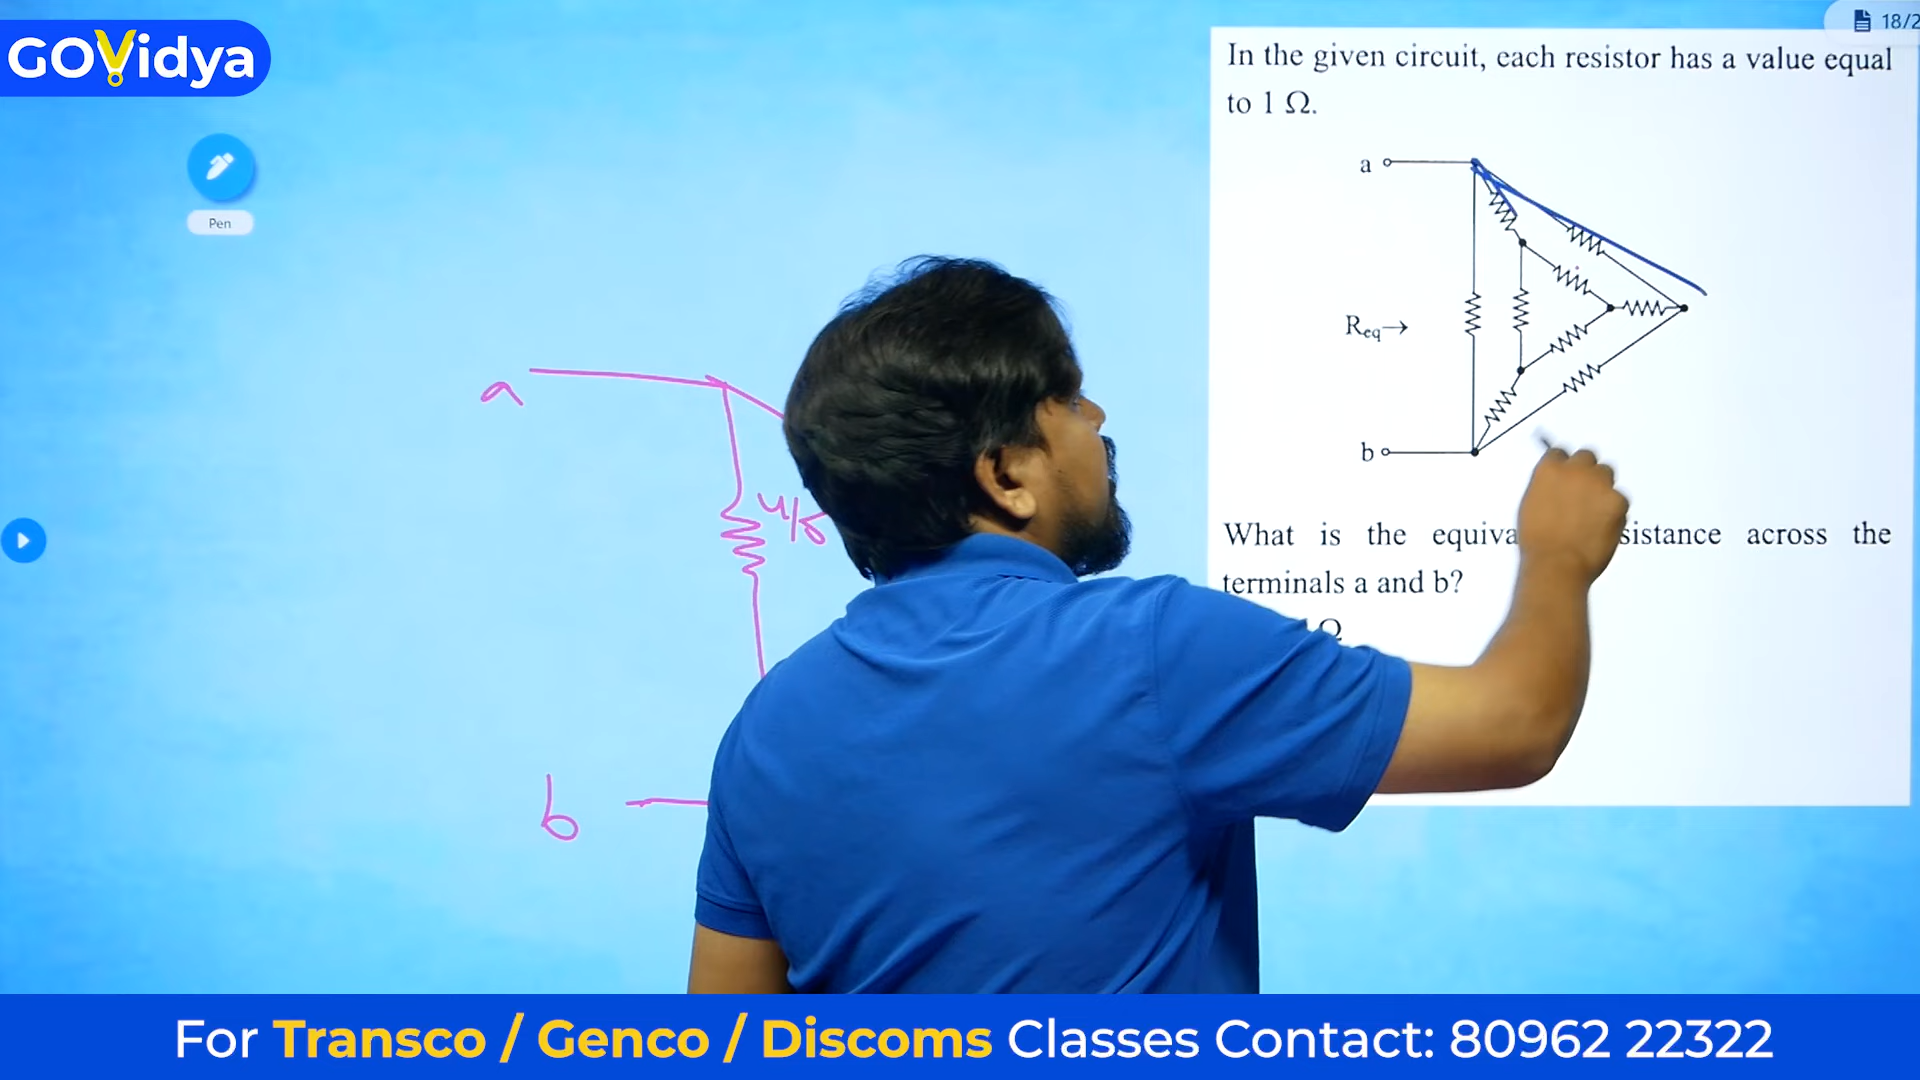 GOVidya
Pen
18/2
In the given circuit, each resistor has a value equal
to 1 Ω.
a
Req→
b
What is the equiva sistance across the
terminals a and b?
Ω
a
4/5
b
For Transco / Genco / Discoms Classes Contact: 80962 22322